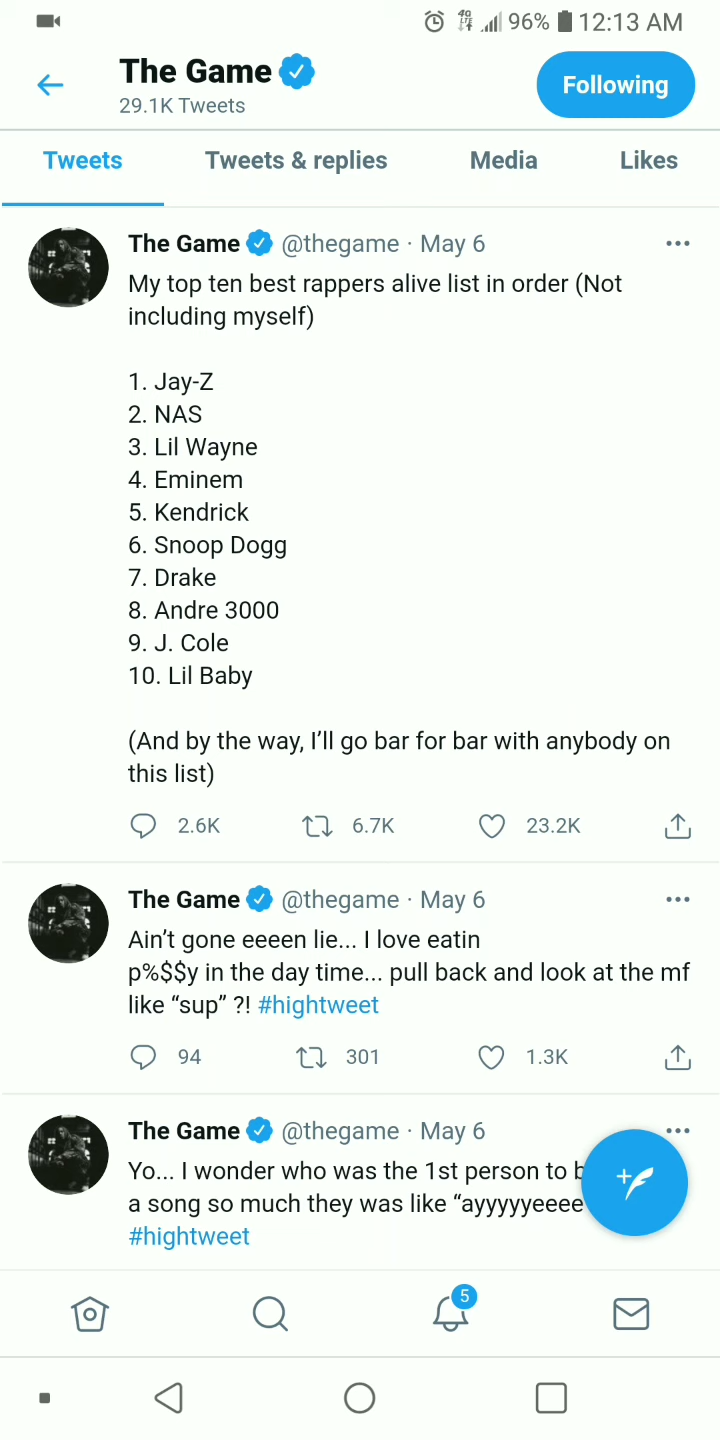 4G LTE 96% 12:13 AM
The Game
Following
29.1K Tweets
Tweets Tweets & replies Media Likes
The Game @thegame · May 6
My top ten best rappers alive list in order (Not
including myself)
1. Jay-Z
2. NAS
3. Lil Wayne
4. Eminem
5. Kendrick
6. Snoop Dogg
7. Drake
8. Andre 3000
9. J. Cole
10. Lil Baby
(And by the way, I’ll go bar for bar with anybody on
this list)
2.6K 6.7K 23.2K
The Game @thegame · May 6
Ain’t gone eeeen lie... I love eatin
p%$$y in the day time... pull back and look at the mf
like “sup” ?! #hightweet
94 301 1.3K
The Game @thegame · May 6
Yo... I wonder who was the 1st person to
a song so much they was like “ayyyyyeeee
#hightweet
5